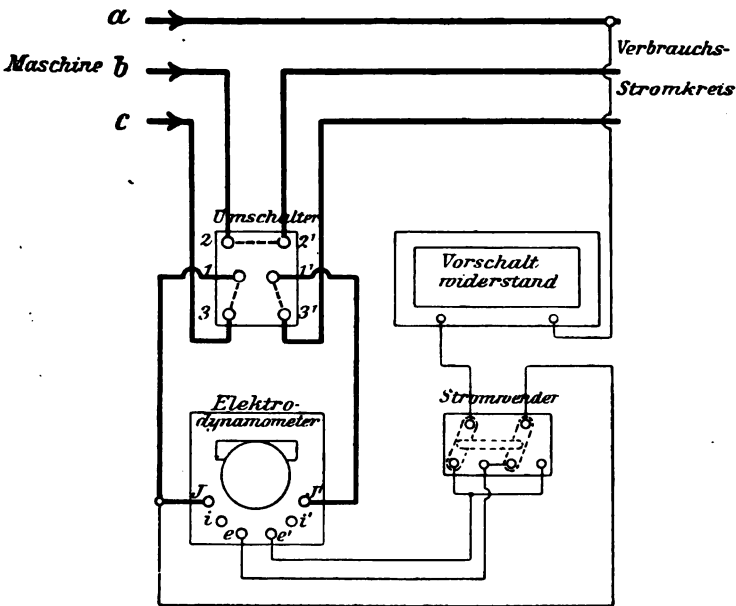 a
Verbrauchs-
Maschine b
Stromkreis
c
Umschalter
2 2'
1 1'
3 3'
Vorschalt
widerstand
Stromwender
Elektro-
dynamometer
J J'
i i'
e e'